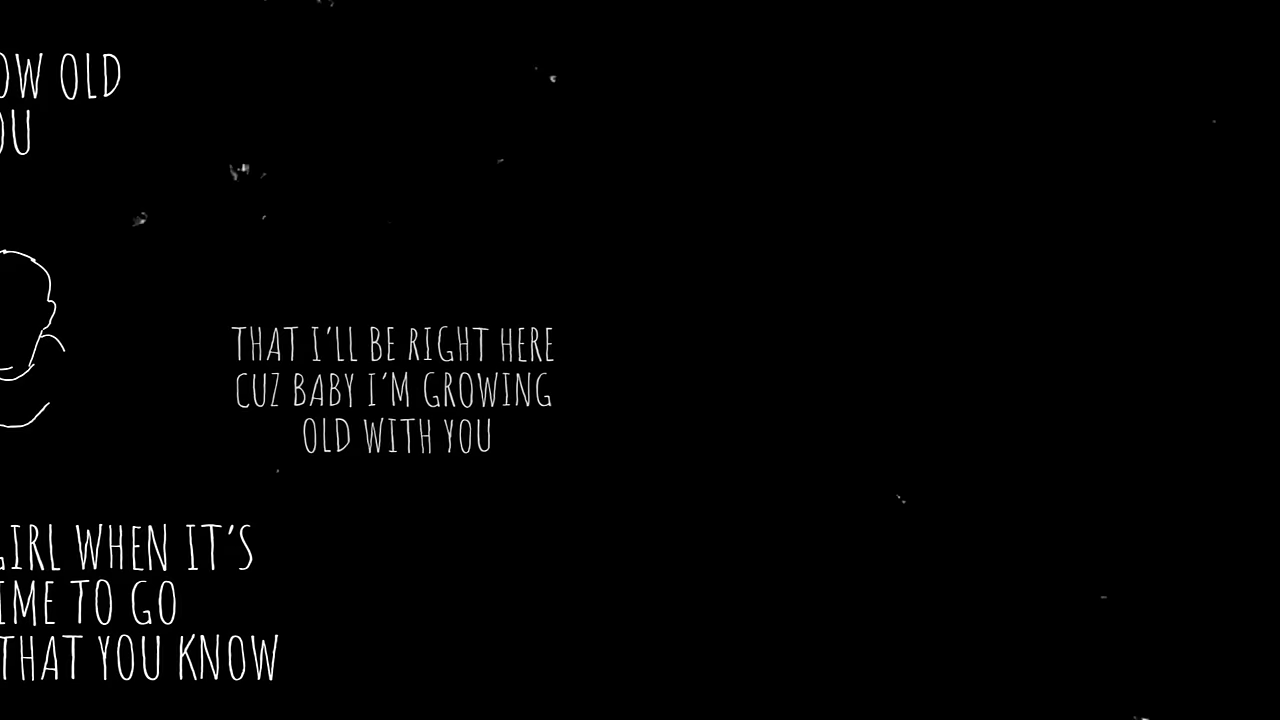 OW OLD
OU
THAT I'LL BE RIGHT HERE
CUZ BABY I'M GROWING
OLD WITH YOU
GIRL WHEN IT'S
IME TO GO
THAT YOU KNOW